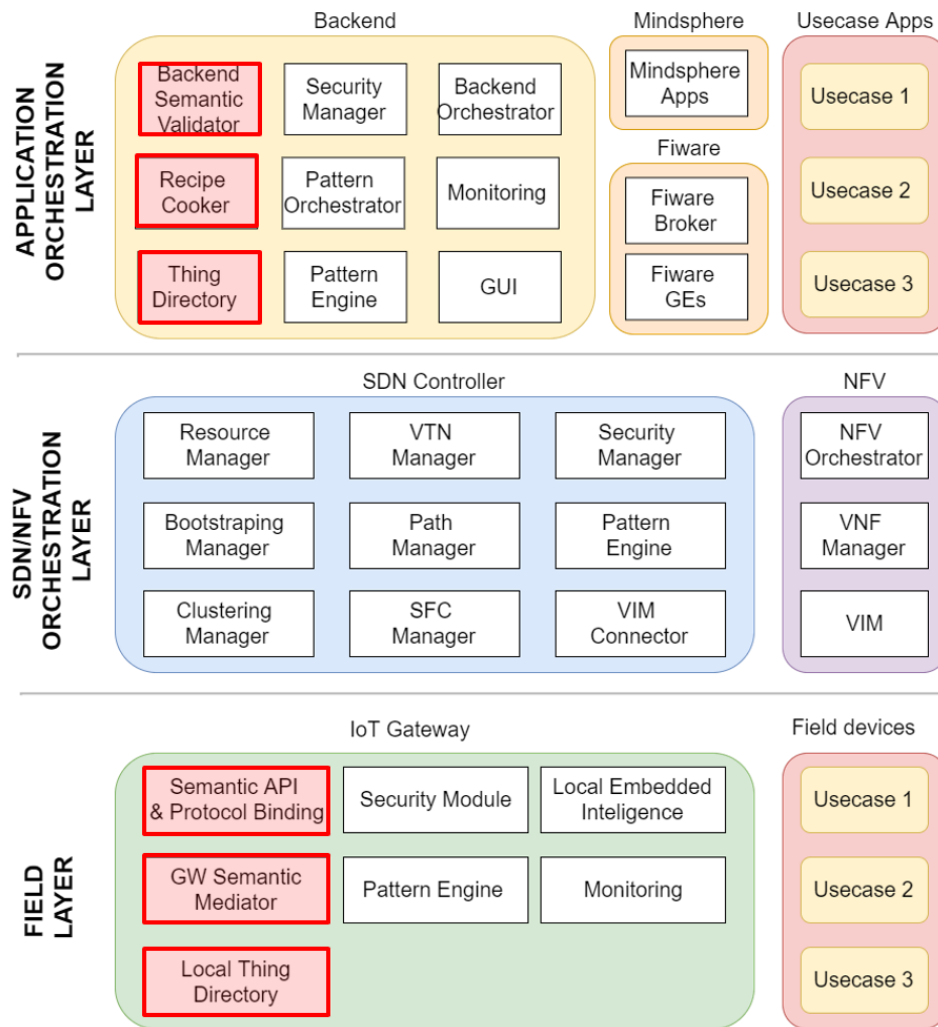 Backend
Mindsphere
Usecase Apps
APPLICATION
ORCHESTRATION
LAYER
Backend
Semantic
Validator
Security
Manager
Backend
Orchestrator
Mindsphere
Apps
Usecase 1
Fiware
Recipe
Cooker
Pattern
Orchestrator
Monitoring
Fiware
Broker
Usecase 2
Thing
Directory
Pattern
Engine
GUI
Fiware
GEs
Usecase 3
SDN Controller
NFV
SDN/NFV
ORCHESTRATION
LAYER
Resource
Manager
VTN
Manager
Security
Manager
NFV
Orchestrator
Bootstraping
Manager
Path
Manager
Pattern
Engine
VNF
Manager
Clustering
Manager
SFC
Manager
VIM
Connector
VIM
IoT Gateway
Field devices
FIELD
LAYER
Semantic API
& Protocol Binding
Security Module
Local Embedded
Inteligence
Usecase 1
GW Semantic
Mediator
Pattern Engine
Monitoring
Usecase 2
Local Thing
Directory
Usecase 3